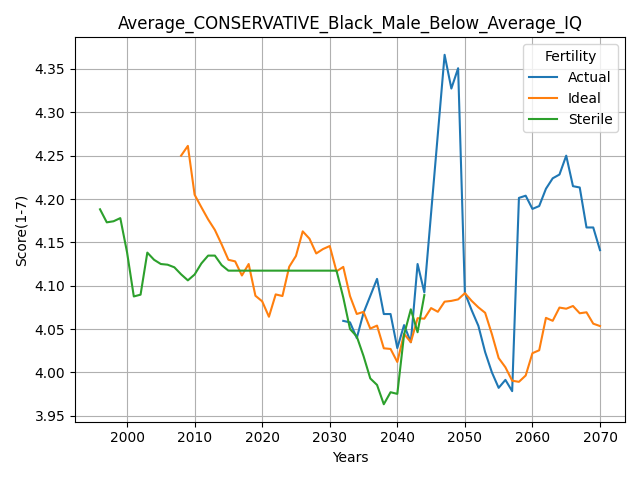 Average_CONSERVATIVE_Black_Male_Below_Average_IQ
Fertility
Actual
Ideal
Sterile
Score(1-7)
4.35
4.30
4.25
4.20
4.15
4.10
4.05
4.00
3.95
2000 2010 2020 2030 2040 2050 2060 2070
Years